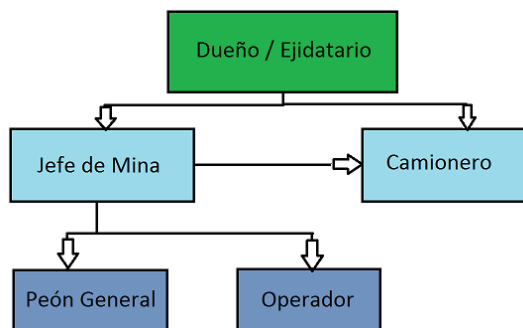 Dueño / Ejidatario
Jefe de Mina
Camionero
Peón General
Operador